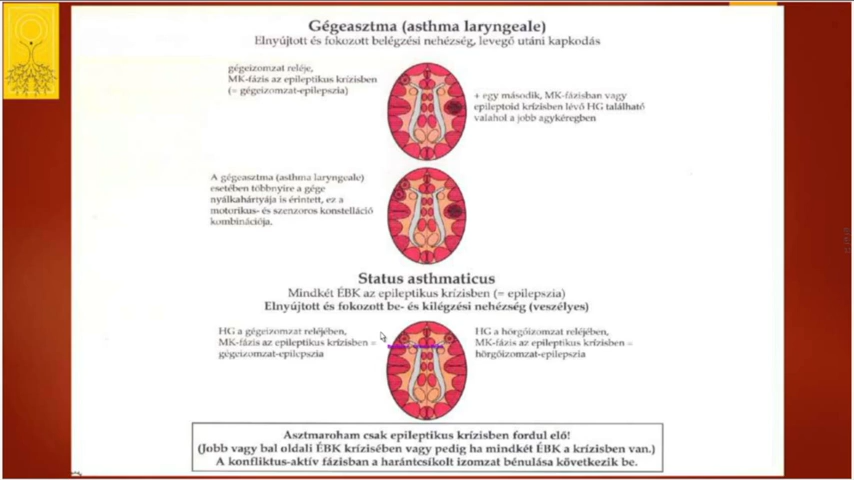 Gégeasztma (asthma laryngeale)
Elnyújtott és fokozott belégzési nehézség, levegő utáni kapkodás
gégeizomzat reléje,
MK-fázis az epileptikus krízisben
(= gégeizomzat-epilepszia)
+ egy második, MK-fázisban vagy
epileptoid krízisben lévő HG található
valahol a jobb agykéregben
A gégeasztma (asthma laryngeale)
esetében többnyire a gége
nyálkahártyája is érintett, ez a
motorikus- és szenzoros konstelláció
kombinációja.
Status asthmaticus
Mindkét ÉBK az epileptikus krízisben (= epilepszia)
Elnyújtott és fokozott be- és kilégzési nehézség (veszélyes)
HG a gégeizomzat reléjében,
MK-fázis az epileptikus krízisben =
gégeizomzat-epilepszia
HG a hörgőizomzat reléjében,
MK-fázis az epileptikus krízisben =
hörgőizomzat-epilepszia
Asztmaroham csak epileptikus krízisben fordul elő!
(Jobb vagy bal oldali ÉBK krízisében vagy pedig ha mindkét ÉBK a krízisben van.)
A konfliktus-aktív fázisban a harántcsíkolt izomzat bénulása következik be.